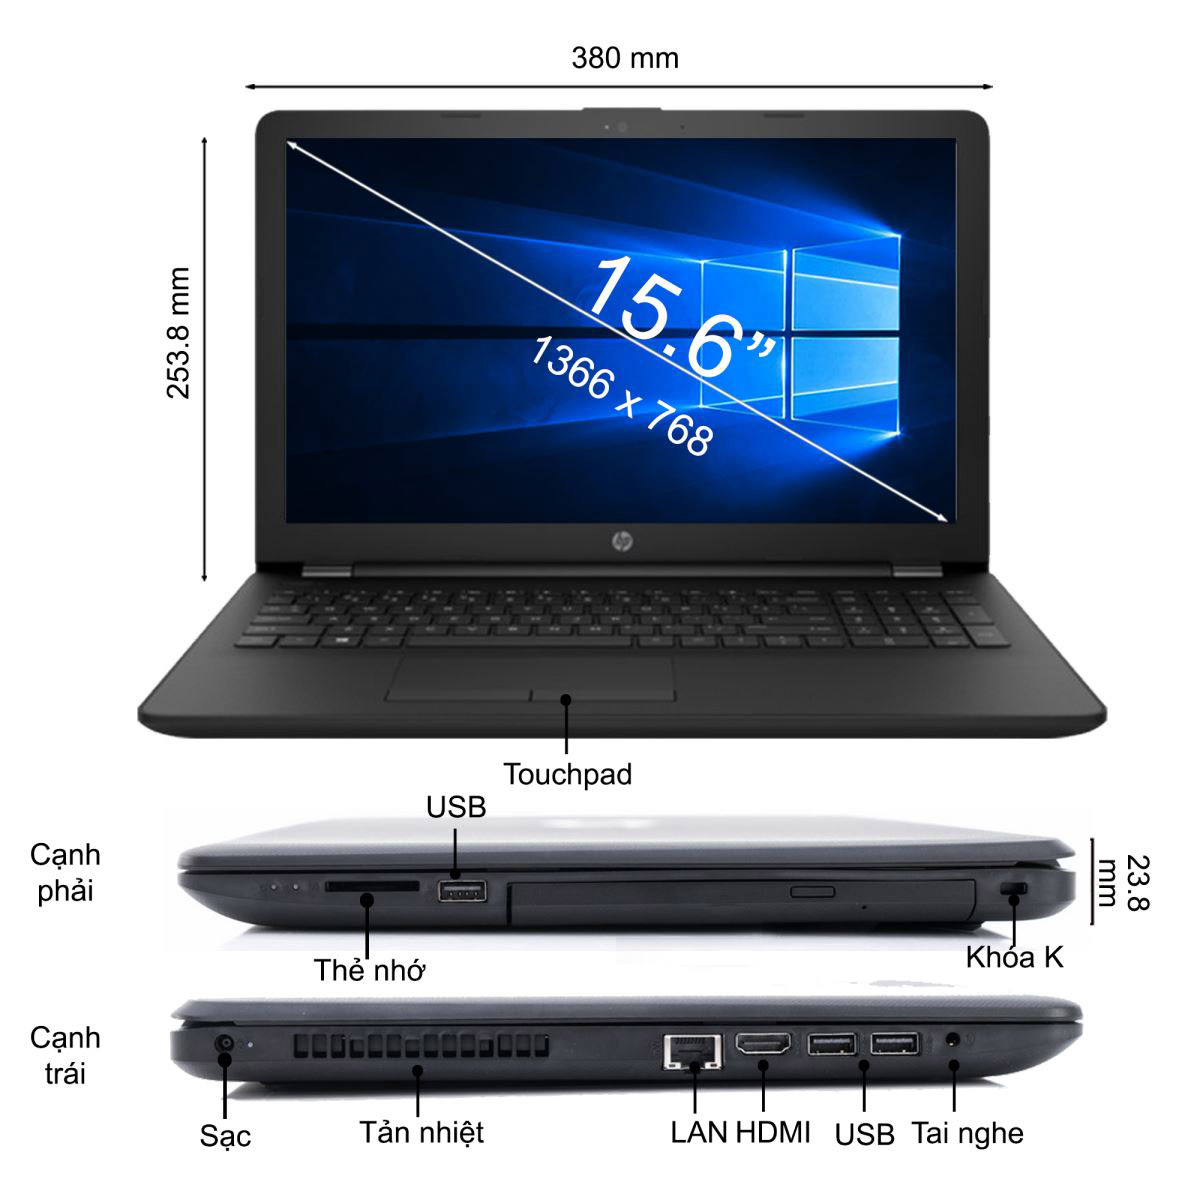 380 mm
253.8 mm
15.6”
1366 x 768
hp
Touchpad
USB
Cạnh
phải
23.8
mm
Thẻ nhớ
Khóa K
Cạnh
trái
Sạc
Tản nhiệt
LAN
HDMI
USB
Tai nghe